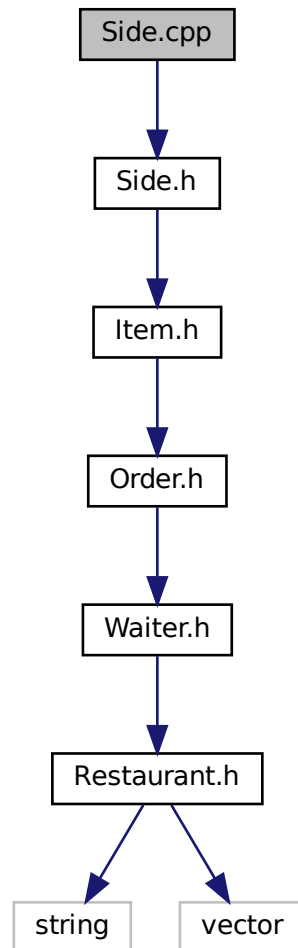 Side.cpp
Side.h
Item.h
Order.h
Waiter.h
Restaurant.h
string
vector